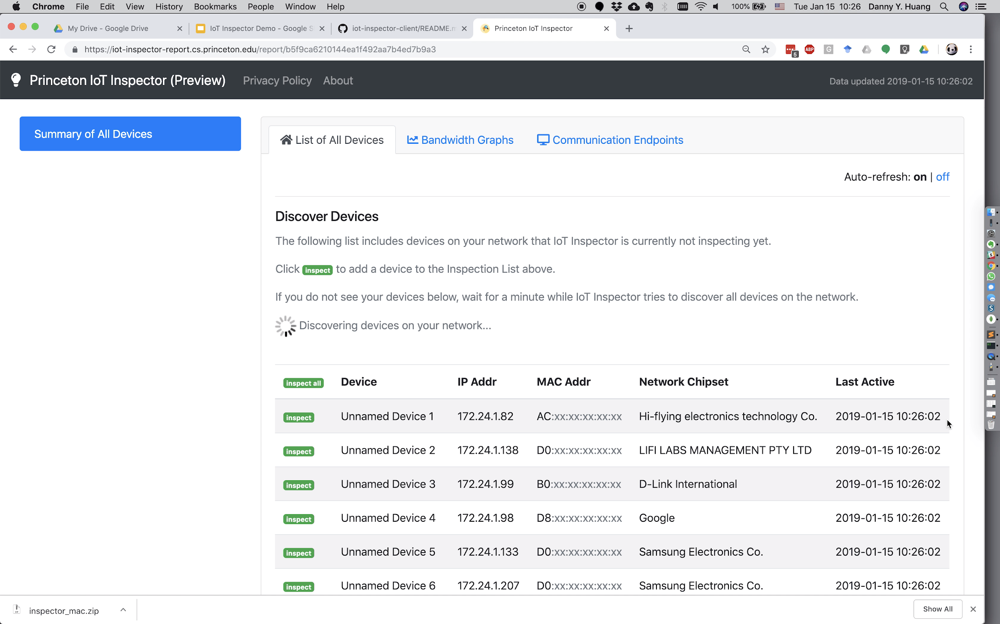 Chrome File Edit View History Bookmarks People Window Help 100% Tue Jan 15 10:26 Danny Y. Huang
My Drive - Google Drive
IoT Inspector Demo - Google S
iot-inspector-client/README.m
Princeton IoT Inspector
https://iot-inspector-report.cs.princeton.edu/report/b5f9ca6210144ea1f492aa7b4ed7b9a3
5 ABP G
Princeton IoT Inspector (Preview) Privacy Policy About Data updated 2019-01-15 10:26:02
Summary of All Devices
List of All Devices Bandwidth Graphs Communication Endpoints
Auto-refresh: on | off
Discover Devices
The following list includes devices on your network that IoT Inspector is currently not inspecting yet.
Click inspect to add a device to the Inspection List above.
If you do not see your devices below, wait for a minute while IoT Inspector tries to discover all devices on the network.
Discovering devices on your network...
inspect all Device IP Addr MAC Addr Network Chipset Last Active
inspect Unnamed Device 1 172.24.1.82 AC:xx:xx:xx:xx:xx Hi-flying electronics technology Co. 2019-01-15 10:26:02
inspect Unnamed Device 2 172.24.1.138 D0:xx:xx:xx:xx:xx LIFI LABS MANAGEMENT PTY LTD 2019-01-15 10:26:02
inspect Unnamed Device 3 172.24.1.99 B0:xx:xx:xx:xx:xx D-Link International 2019-01-15 10:26:02
inspect Unnamed Device 4 172.24.1.98 D8:xx:xx:xx:xx:xx Google 2019-01-15 10:26:02
inspect Unnamed Device 5 172.24.1.133 D0:xx:xx:xx:xx:xx Samsung Electronics Co. 2019-01-15 10:26:02
inspect Unnamed Device 6 172.24.1.207 D0:xx:xx:xx:xx:xx Samsung Electronics Co. 2019-01-15 10:26:02
inspector_mac.zip Show All